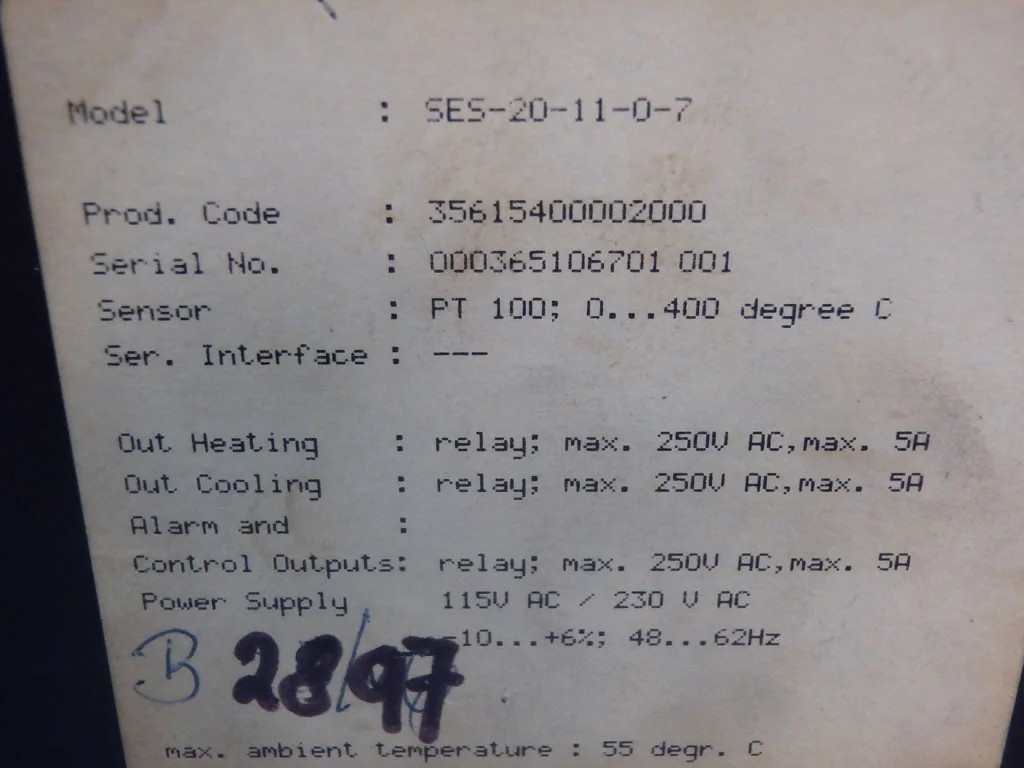 Model : SES-20-11-0-7
Prod. Code : 35615400002000
Serial No. : 000365106701 001
Sensor : PT 100; 0...400 degree C
Ser. Interface : ---
Out Heating : relay; max. 250V AC,max. 5A
Out Cooling : relay; max. 250V AC,max. 5A
Alarm and :
Control Outputs: relay; max. 250V AC,max. 5A
Power Supply 115V AC / 230 V AC
-10...+6%; 48...62Hz
B 28/97
max. ambient temperature : 55 degr. C